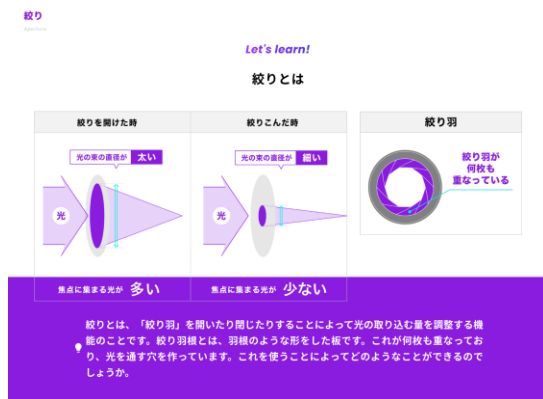 絞り
aperture
Let's learn!
絞りとは
絞りを開けた時
光の束の直径が 太い
光
焦点に集まる光が 多い
絞りこんだ時
光の束の直径が 細い
光
焦点に集まる光が 少ない
絞り羽
絞り羽が
何枚も
重なっている
絞りとは、「絞り羽」を開いたり閉じたりすることによって光の取り込む量を調整する機
能のことです。絞り羽根とは、羽根のような形をした板です。これが何枚も重なってお
り、光を通す穴を作っています。これを使うことによってどのようなことができるので
しょうか。